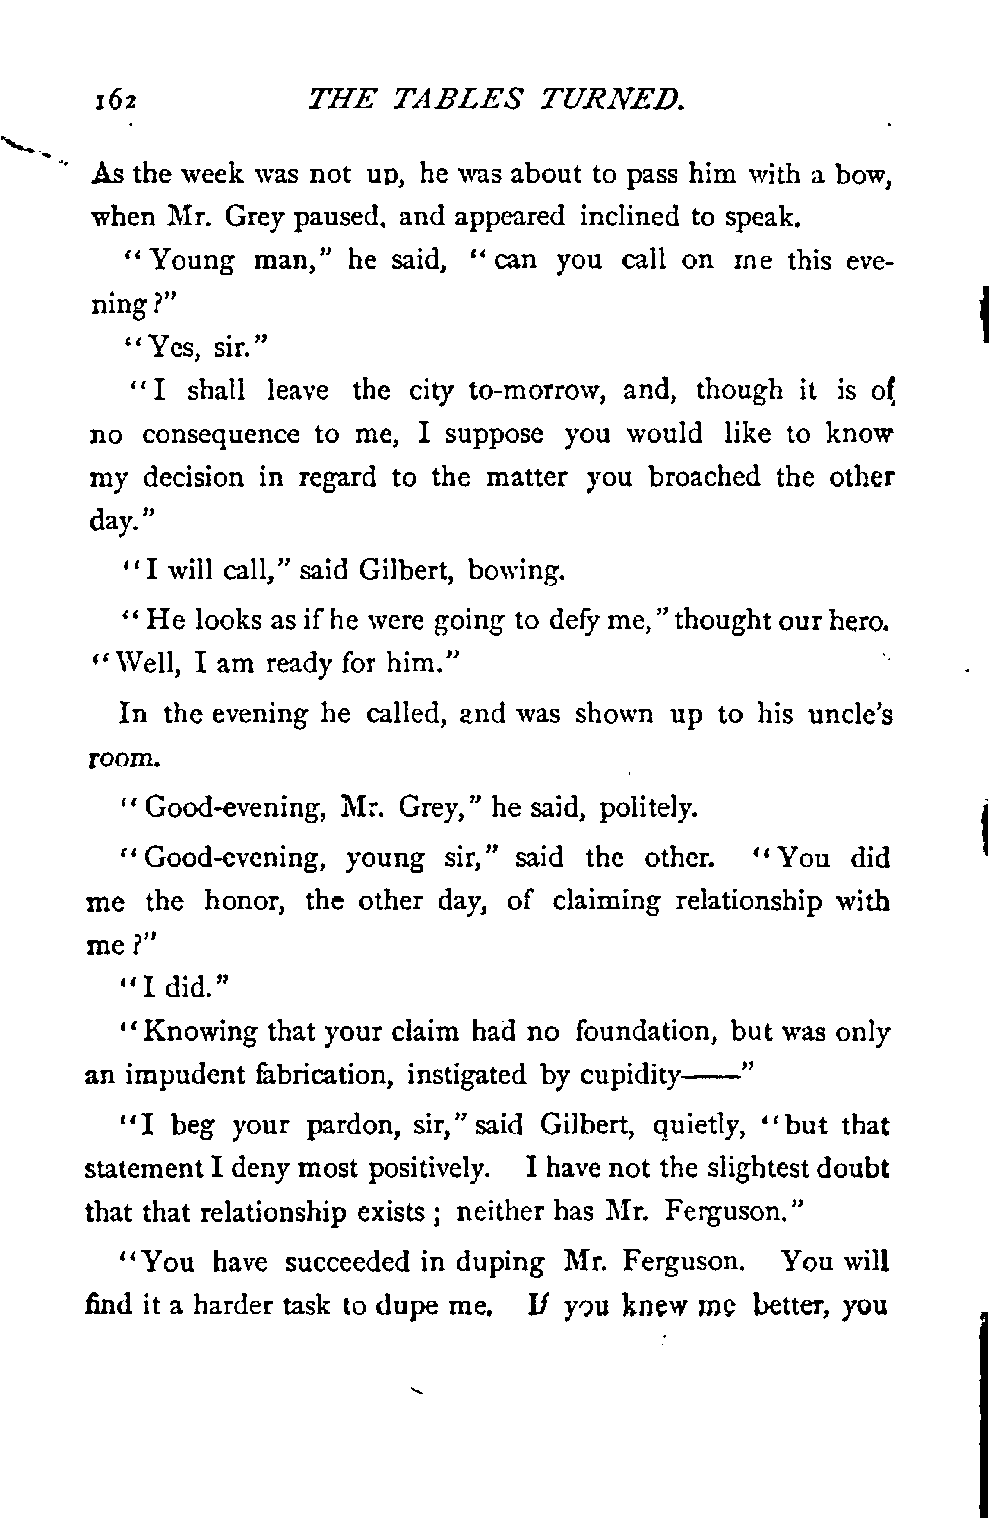 162 THE TABLES TURNED.
As the week was not up, he was about to pass him with a bow,
when Mr. Grey paused, and appeared inclined to speak.
"Young man," he said, "can you call on me this eve-
ning?"
"Yes, sir."
"I shall leave the city to-morrow, and, though it is of
no consequence to me, I suppose you would like to know
my decision in regard to the matter you broached the other
day."
"I will call," said Gilbert, bowing.
"He looks as if he were going to defy me," thought our hero.
"Well, I am ready for him."
In the evening he called, and was shown up to his uncle's
room.
"Good-evening, Mr. Grey," he said, politely.
"Good-evening, young sir," said the other. "You did
me the honor, the other day, of claiming relationship with
me?"
"I did."
"Knowing that your claim had no foundation, but was only
an impudent fabrication, instigated by cupidity——"
"I beg your pardon, sir," said Gilbert, quietly, "but that
statement I deny most positively. I have not the slightest doubt
that that relationship exists; neither has Mr. Ferguson."
"You have succeeded in duping Mr. Ferguson. You will
find it a harder task to dupe me. If you knew me better, you